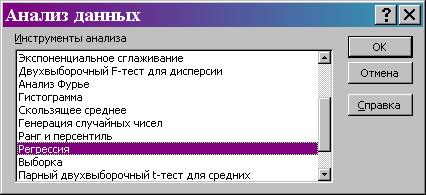 Анализ данных
Инструменты анализа
OK
Экспоненциальное сглаживание
Двухвыборочный F-тест для дисперсии
Отмена
Анализ Фурье
Гистограмма
Справка
Скользящее среднее
Генерация случайных чисел
Ранг и персентиль
Регрессия
Выборка
Парный двухвыборочный t-тест для средних